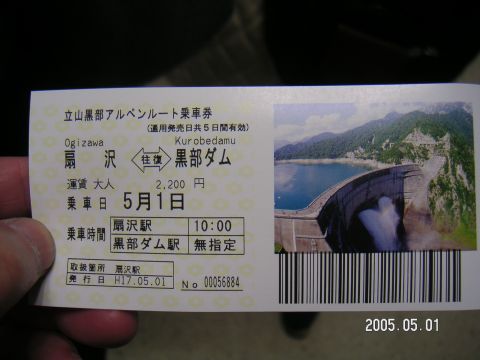 立山黒部アルペンルート乗車券
(通用発売日共5日間有効)
Ogizawa Kurobedamu
扇沢 往復 黒部ダム
運賃 大人 2,200 円
乗車日 5月1日
乗車時間 扇沢駅 10:00
黒部ダム駅 無指定
取扱箇所 扇沢駅
発行日 H17.05.01 No 00056884
2005.05.01